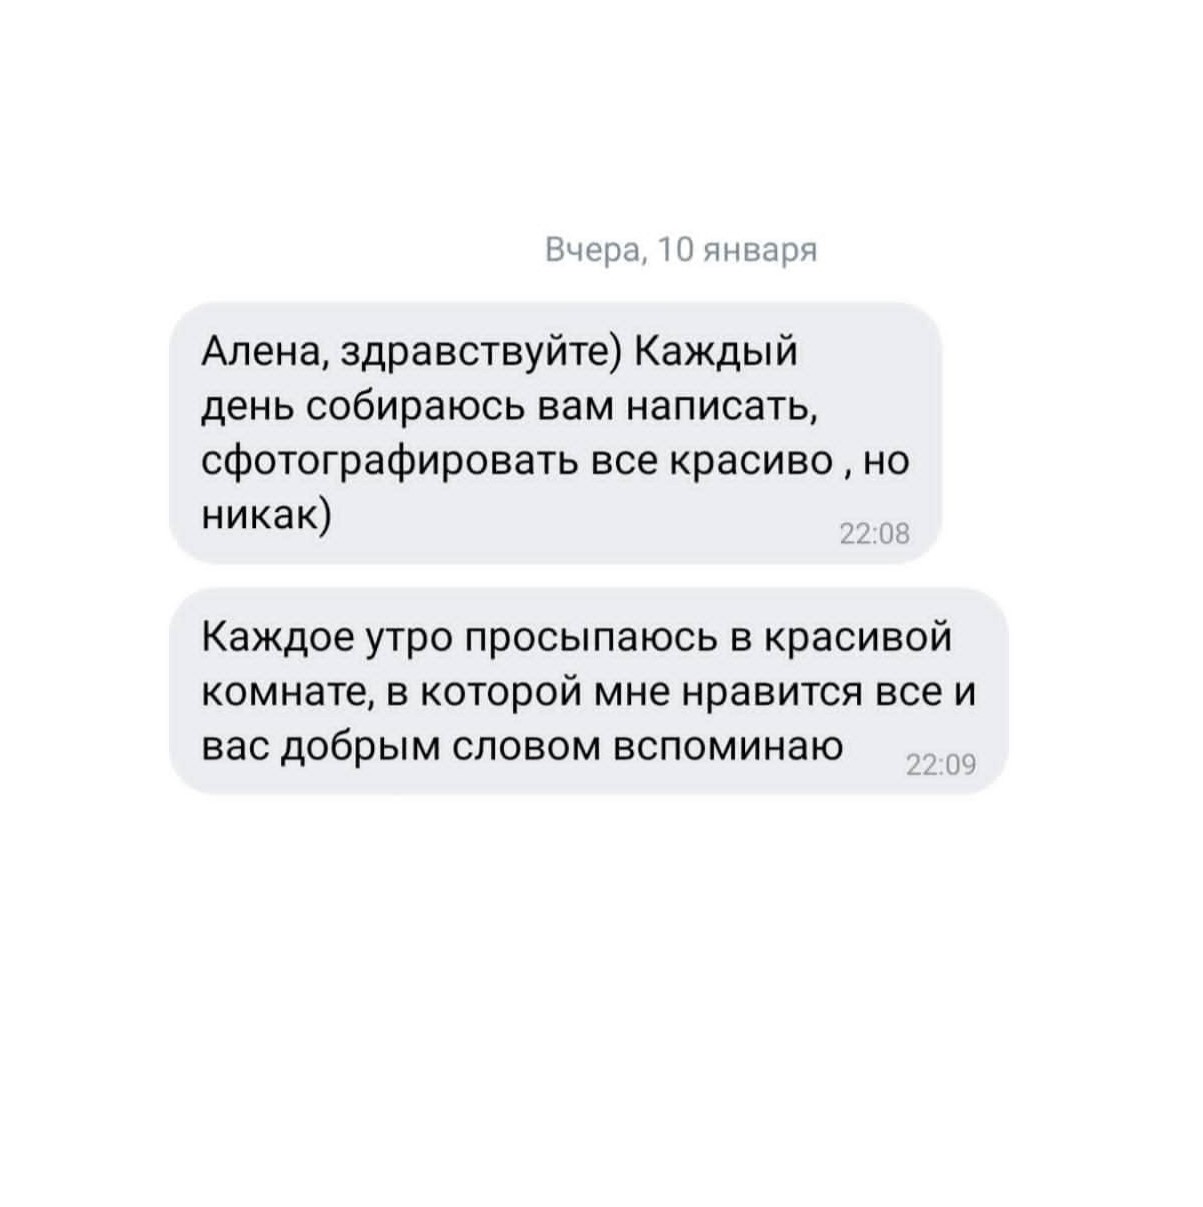 Вчера, 10 января
Алена, здравствуйте) Каждый
день собираюсь вам написать,
сфотографировать все красиво , но
никак)
22:08
Каждое утро просыпаюсь в красивой
комнате, в которой мне нравится все и
вас добрым словом вспоминаю
22:09